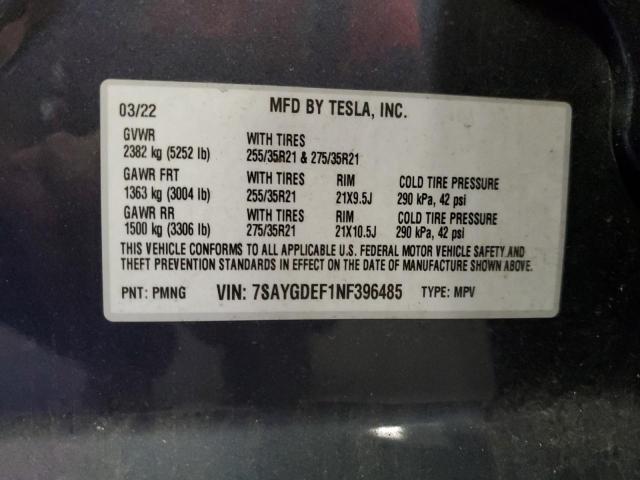 03/22 MFD BY TESLA, INC.
GVWR WITH TIRES
2382 kg (5252 lb) 255/35R21 & 275/35R21
GAWR FRT WITH TIRES RIM COLD TIRE PRESSURE
1363 kg (3004 lb) 255/35R21 21X9.5J 290 kPa, 42 psi
GAWR RR WITH TIRES RIM COLD TIRE PRESSURE
1500 kg (3306 lb) 275/35R21 21X10.5J 290 kPa, 42 psi
THIS VEHICLE CONFORMS TO ALL APPLICABLE U.S. FEDERAL MOTOR VEHICLE SAFETY AND
THEFT PREVENTION STANDARDS IN EFFECT ON THE DATE OF MANUFACTURE SHOWN ABOVE.
PNT: PMNG VIN: 7SAYGDEF1NF396485 TYPE: MPV